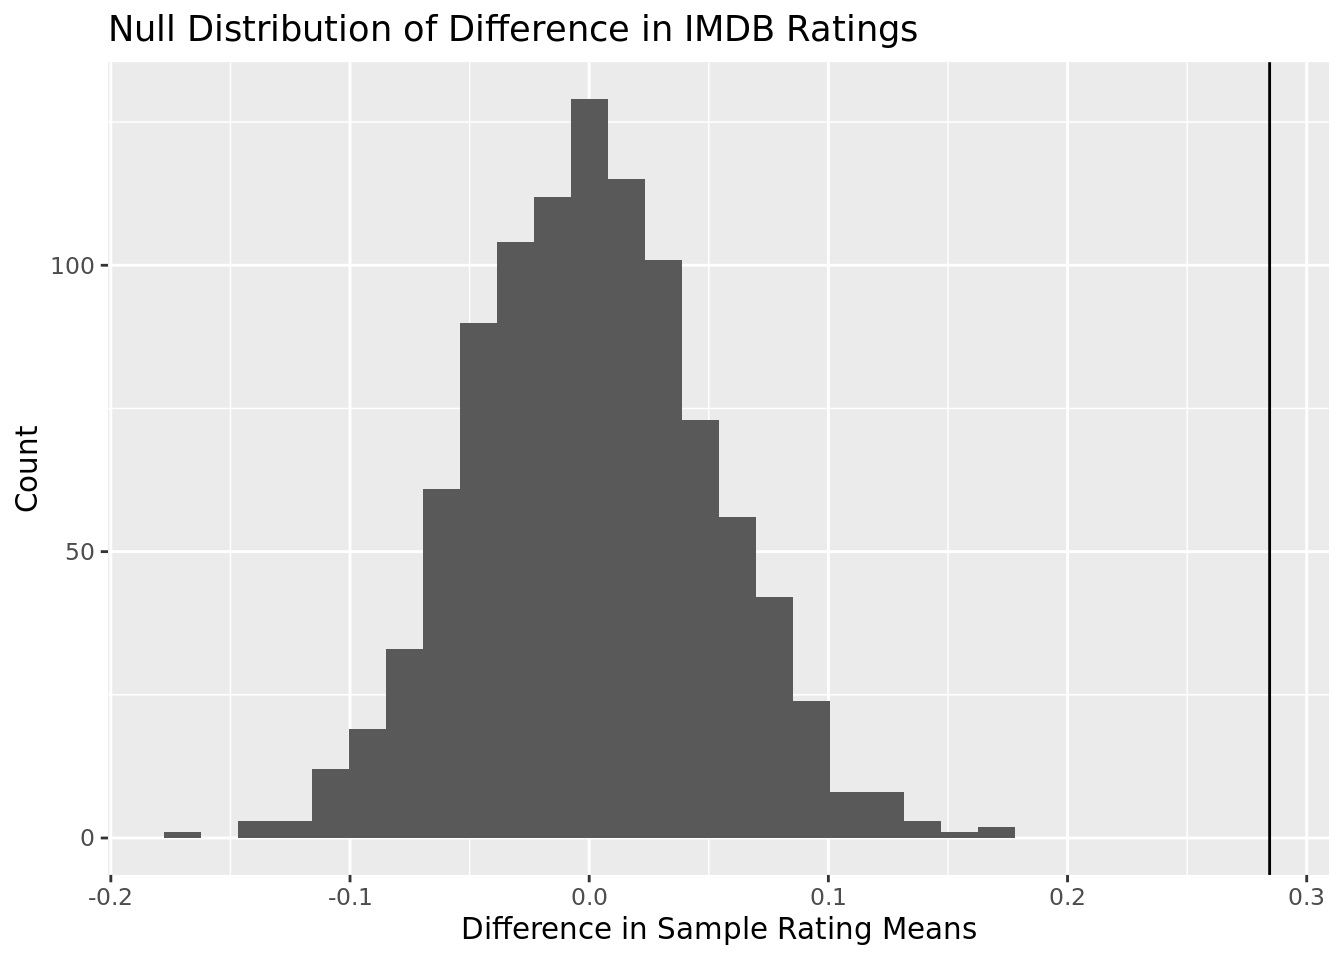 Null Distribution of Difference in IMDB Ratings
Count
100
50
0
-0.2 -0.1 0.0 0.1 0.2 0.3
Difference in Sample Rating Means